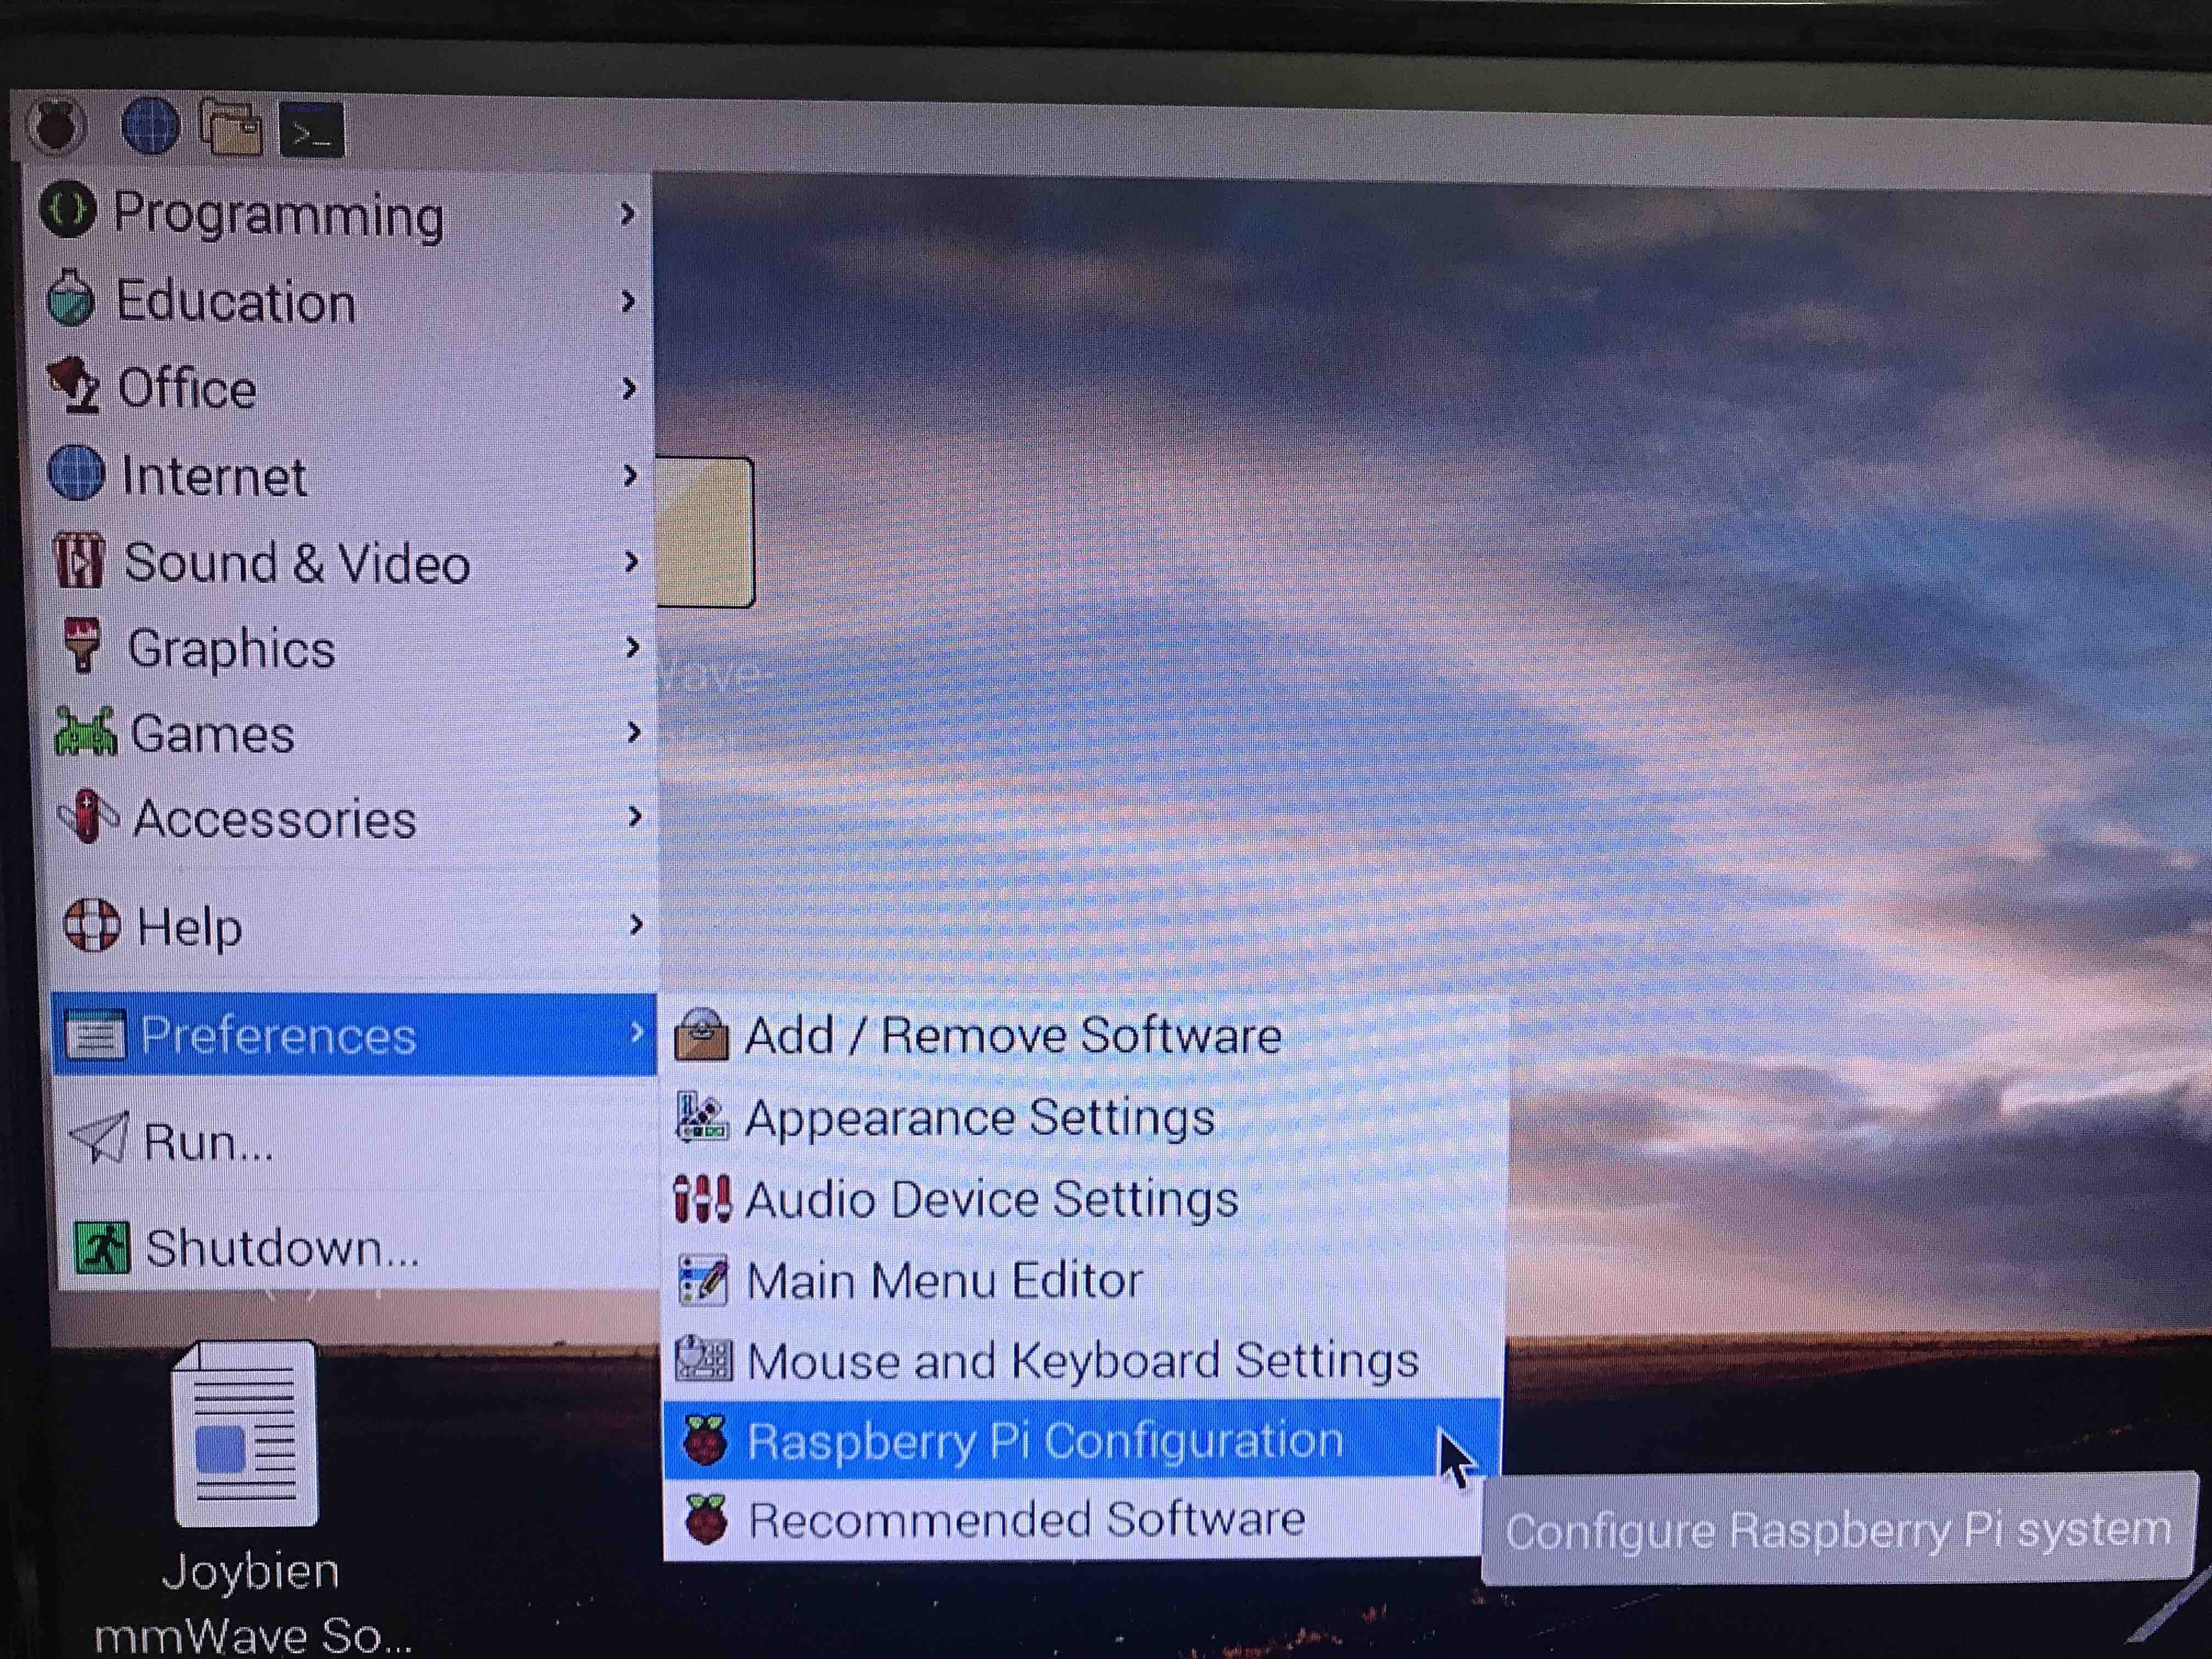 >_
Programming
Education
Office
Internet
Sound & Video
Graphics
Games
Accessories
Help
Preferences
Run...
Shutdown...
Add / Remove Software
Appearance Settings
Audio Device Settings
Main Menu Editor
Mouse and Keyboard Settings
Raspberry Pi Configuration
Recommended Software
Configure Raspberry Pi system
Joybien
mmWave So...